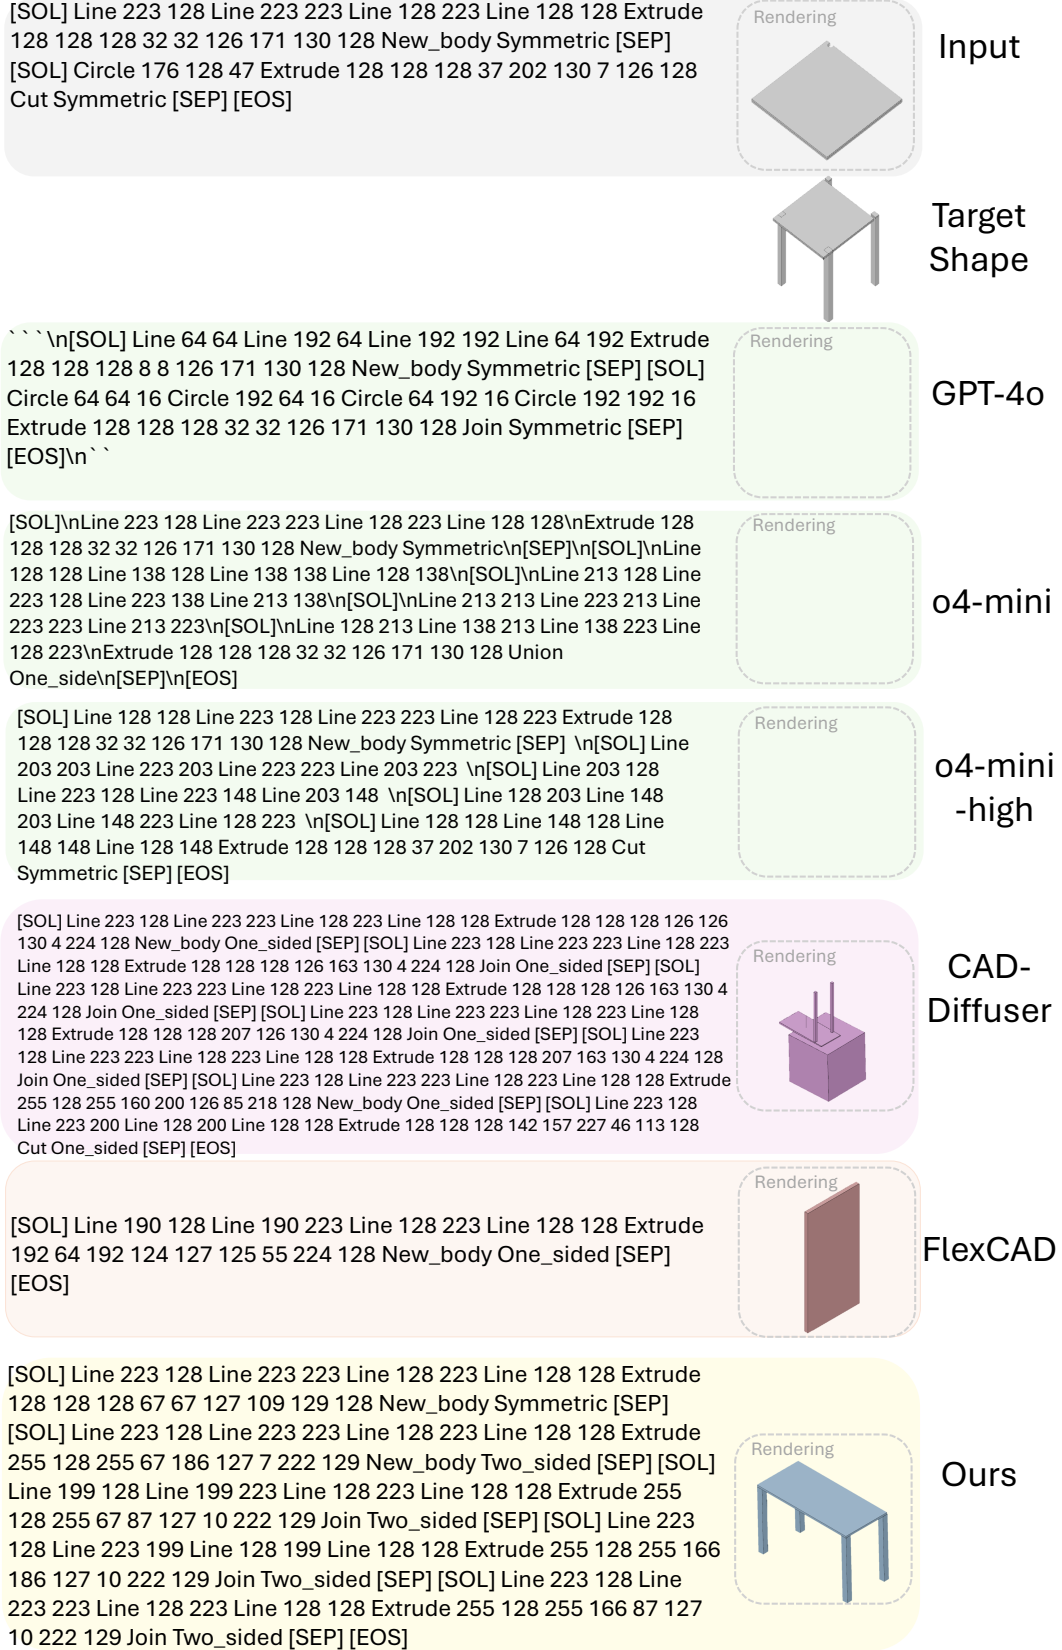 [SOL] Line 223 128 Line 223 223 Line 128 223 Line 128 128 Extrude
128 128 128 32 32 126 171 130 128 New_body Symmetric [SEP]
[SOL] Circle 176 128 47 Extrude 128 128 128 37 202 130 7 126 128
Cut Symmetric [SEP] [EOS]
Rendering
Input
Target
Shape
```\n[SOL] Line 64 64 Line 192 64 Line 192 192 Line 64 192 Extrude
128 128 128 8 8 126 171 130 128 New_body Symmetric [SEP] [SOL]
Circle 64 64 16 Circle 192 64 16 Circle 64 192 16 Circle 192 192 16
Extrude 128 128 128 32 32 126 171 130 128 Join Symmetric [SEP]
[EOS]\n``
Rendering
GPT-4o
[SOL]\nLine 223 128 Line 223 223 Line 128 223 Line 128 128\nExtrude 128
128 128 32 32 126 171 130 128 New_body Symmetric\n[SEP]\n[SOL]\nLine
128 128 Line 138 128 Line 138 138 Line 128 138\n[SOL]\nLine 213 128 Line
223 128 Line 223 138 Line 213 138\n[SOL]\nLine 213 213 Line 223 213 Line
223 223 Line 213 223\n[SOL]\nLine 128 213 Line 138 213 Line 138 223 Line
128 223\nExtrude 128 128 128 32 32 126 171 130 128 Union
One_side\n[SEP]\n[EOS]
Rendering
o4-mini
[SOL] Line 128 128 Line 223 128 Line 223 223 Line 128 223 Extrude 128
128 128 32 32 126 171 130 128 New_body Symmetric [SEP] \n[SOL] Line
203 203 Line 223 203 Line 223 223 Line 203 223 \n[SOL] Line 203 128
Line 223 128 Line 223 148 Line 203 148 \n[SOL] Line 128 203 Line 148
203 Line 148 223 Line 128 223 \n[SOL] Line 128 128 Line 148 128 Line
148 148 Line 128 148 Extrude 128 128 128 37 202 130 7 126 128 Cut
Symmetric [SEP] [EOS]
Rendering
o4-mini
-high
[SOL] Line 223 128 Line 223 223 Line 128 223 Line 128 128 Extrude 128 128 128 126 126
130 4 224 128 New_body One_sided [SEP] [SOL] Line 223 128 Line 223 223 Line 128 223
Line 128 128 Extrude 128 128 128 126 163 130 4 224 128 Join One_sided [SEP] [SOL]
Line 223 128 Line 223 223 Line 128 223 Line 128 128 Extrude 128 128 128 126 163 130 4
224 128 Join One_sided [SEP] [SOL] Line 223 128 Line 223 223 Line 128 223 Line 128
128 Extrude 128 128 128 207 126 130 4 224 128 Join One_sided [SEP] [SOL] Line 223
128 Line 223 223 Line 128 223 Line 128 128 Extrude 128 128 128 207 163 130 4 224 128
Join One_sided [SEP] [SOL] Line 223 128 Line 223 223 Line 128 223 Line 128 128 Extrude
255 128 255 160 200 126 85 218 128 New_body One_sided [SEP] [SOL] Line 223 128
Line 223 200 Line 128 200 Line 128 128 Extrude 128 128 128 142 157 227 46 113 128
Cut One_sided [SEP] [EOS]
Rendering
CAD-
Diffuser
[SOL] Line 190 128 Line 190 223 Line 128 223 Line 128 128 Extrude
192 64 192 124 127 125 55 224 128 New_body One_sided [SEP]
[EOS]
Rendering
FlexCAD
[SOL] Line 223 128 Line 223 223 Line 128 223 Line 128 128 Extrude
128 128 128 67 67 127 109 129 128 New_body Symmetric [SEP]
[SOL] Line 223 128 Line 223 223 Line 128 223 Line 128 128 Extrude
255 128 255 67 186 127 7 222 129 New_body Two_sided [SEP] [SOL]
Line 199 128 Line 199 223 Line 128 223 Line 128 128 Extrude 255
128 255 67 87 127 10 222 129 Join Two_sided [SEP] [SOL] Line 223
128 Line 223 199 Line 128 199 Line 128 128 Extrude 255 128 255 166
186 127 10 222 129 Join Two_sided [SEP] [SOL] Line 223 128 Line
223 223 Line 128 223 Line 128 128 Extrude 255 128 255 166 87 127
10 222 129 Join Two_sided [SEP] [EOS]
Rendering
Ours